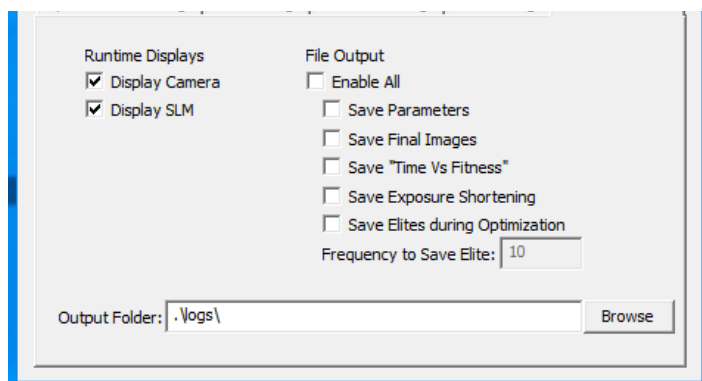 Runtime Displays
Display Camera
Display SLM
File Output
Enable All
Save Parameters
Save Final Images
Save "Time Vs Fitness"
Save Exposure Shortening
Save Elites during Optimization
Frequency to Save Elite: 10
Output Folder: .\logs\ Browse